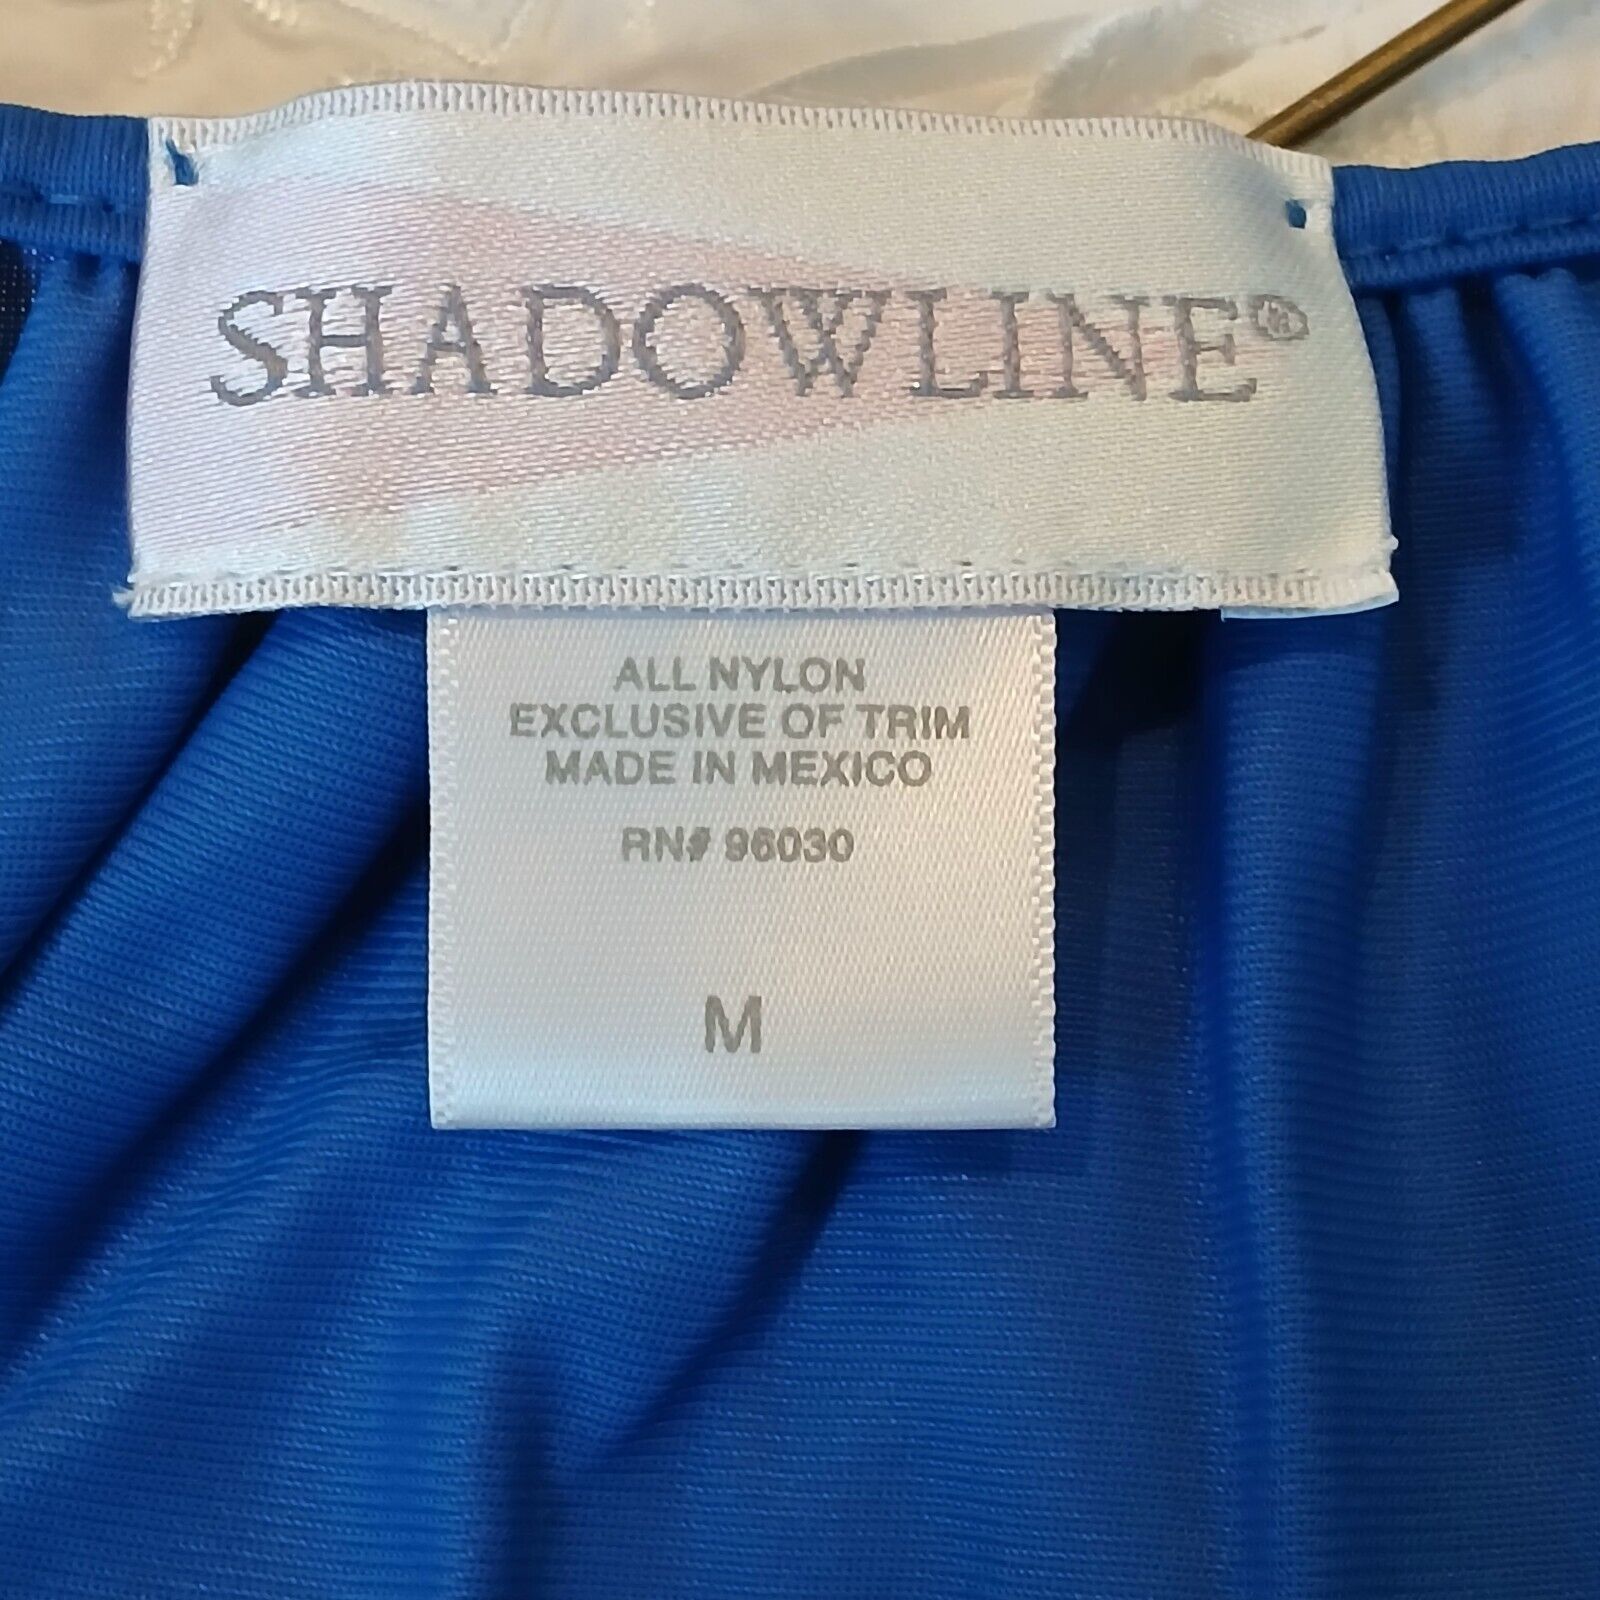 SHADOWLINE®
ALL NYLON
EXCLUSIVE OF TRIM
MADE IN MEXICO
RN# 96030
M